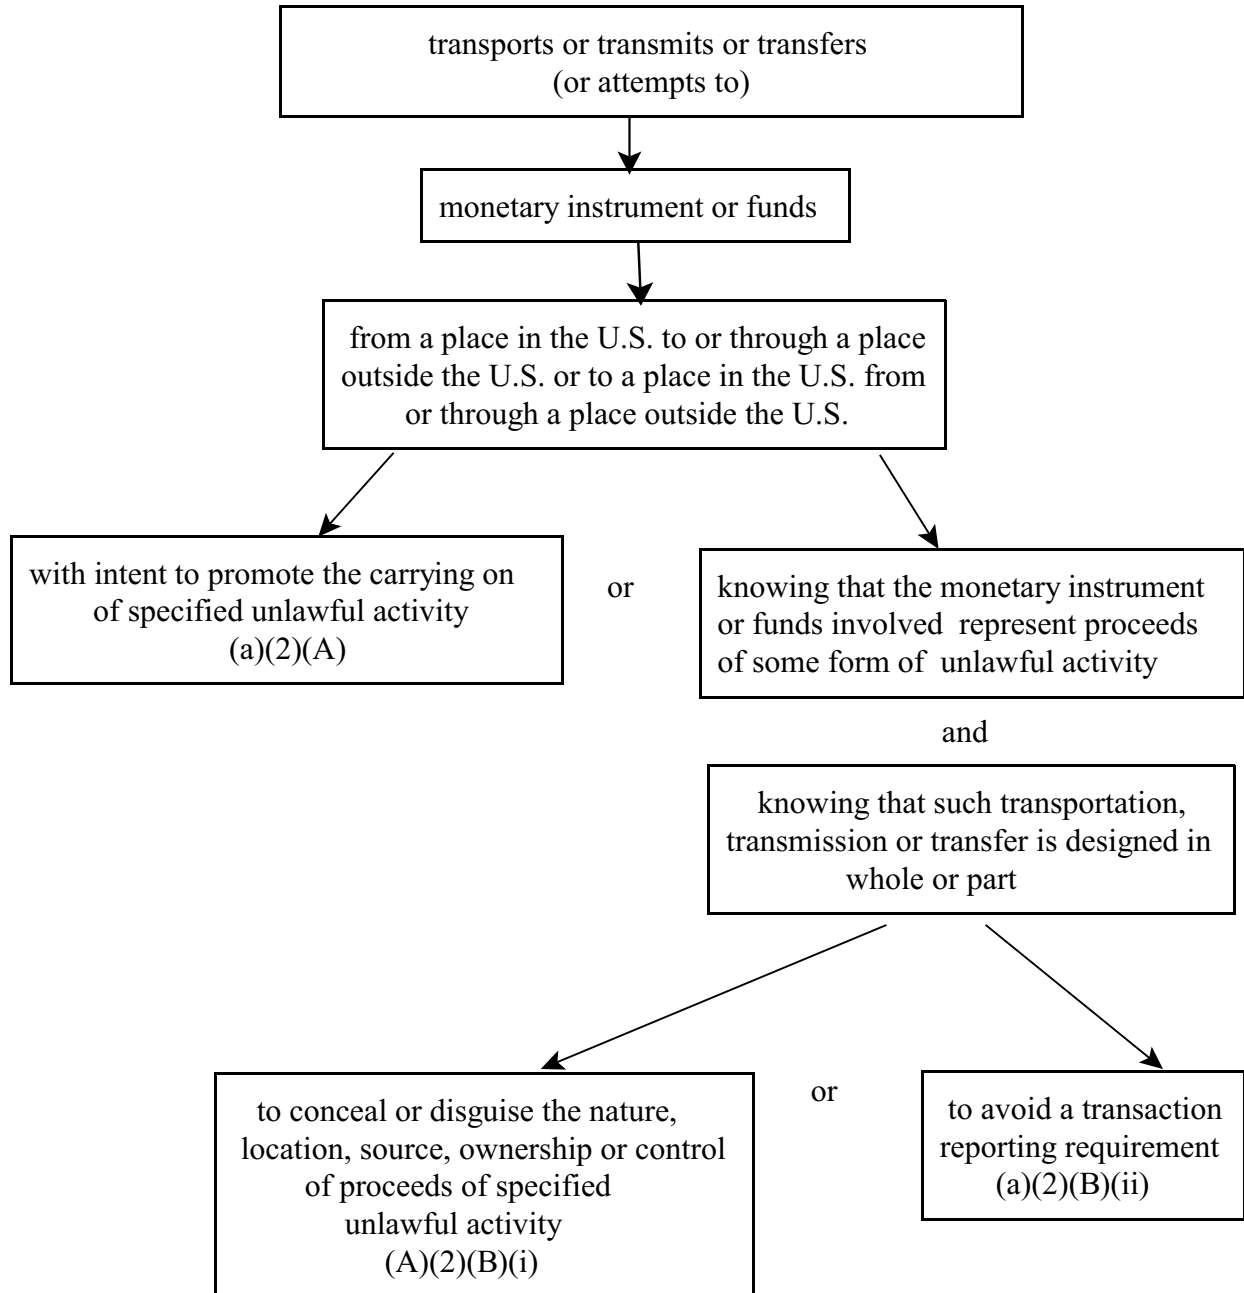 transports or transmits or transfers
(or attempts to)
monetary instrument or funds
from a place in the U.S. to or through a place
outside the U.S. or to a place in the U.S. from
or through a place outside the U.S.
with intent to promote the carrying on
of specified unlawful activity
(a)(2)(A)
or
knowing that the monetary instrument
or funds involved represent proceeds
of some form of unlawful activity
and
knowing that such transportation,
transmission or transfer is designed in
whole or part
to conceal or disguise the nature,
location, source, ownership or control
of proceeds of specified
unlawful activity
(A)(2)(B)(i)
or
to avoid a transaction
reporting requirement
(a)(2)(B)(ii)